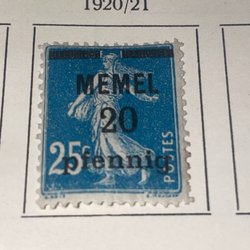 1920/21
MEMEL
20
25c
pfennig
POSTES